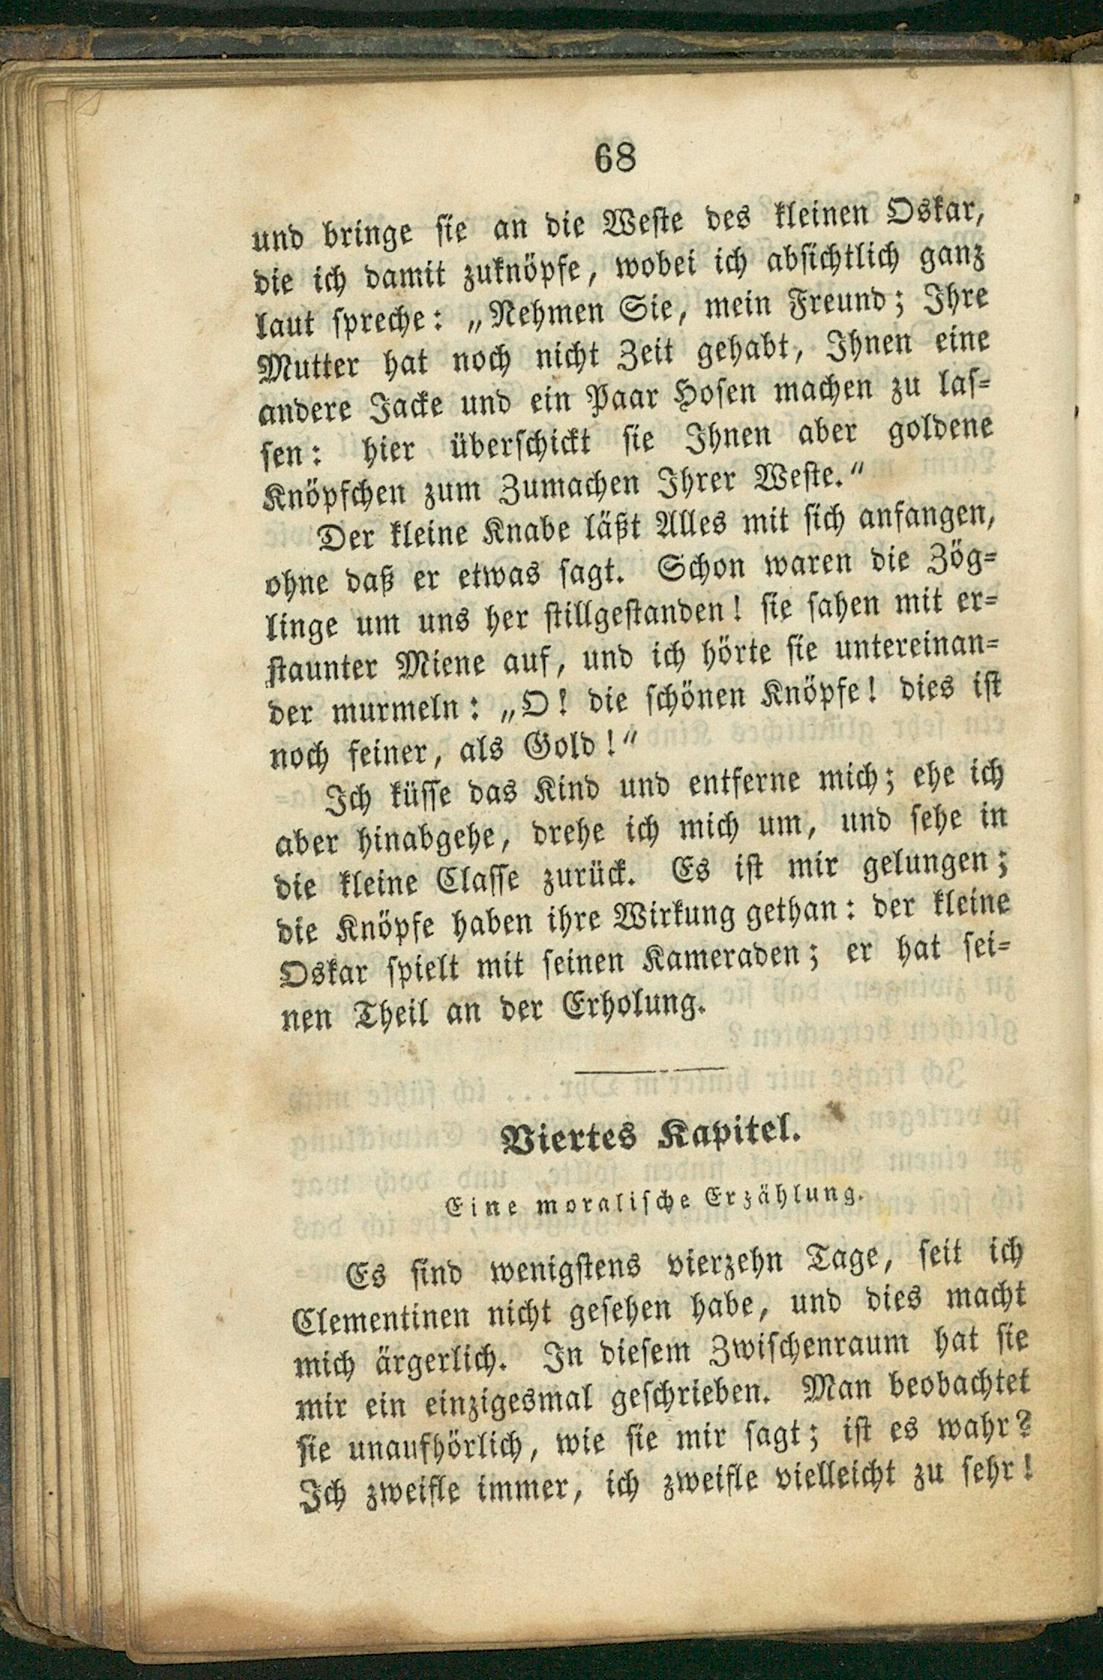 68
und bringe sie an die Weste des kleinen Oskar,
die ich damit zuknöpfe, wobei ich absichtlich ganz
laut spreche: „Nehmen Sie, mein Freund; Ihre
Mutter hat noch nicht Zeit gehabt, Ihnen eine
andere Jacke und ein Paar Hosen machen zu las-
sen: hier überschickt sie Ihnen aber goldene
Knöpfchen zum Zumachen Ihrer Weste.“
Der kleine Knabe läßt Alles mit sich anfangen,
ohne daß er etwas sagt. Schon waren die Zög-
linge um uns her stillgestanden! sie sahen mit er-
staunter Miene auf, und ich hörte sie untereinan-
der murmeln: „O! die schönen Knöpfe! dies ist
noch feiner, als Gold!“
Ich küsse das Kind und entferne mich; ehe ich
aber hinabgehe, drehe ich mich um, und sehe in
die kleine Classe zurück. Es ist mir gelungen;
die Knöpfe haben ihre Wirkung gethan: der kleine
Oskar spielt mit seinen Kameraden; er hat sei-
nen Theil an der Erholung.
Viertes Kapitel.
Eine moralische Erzählung.
Es sind wenigstens vierzehn Tage, seit ich
Clementinen nicht gesehen habe, und dies macht
mich ärgerlich. In diesem Zwischenraum hat sie
mir ein einzigesmal geschrieben. Man beobachtet
sie unaufhörlich, wie sie mir sagt; ist es wahr?
Ich zweifle immer, ich zweifle vielleicht zu sehr!